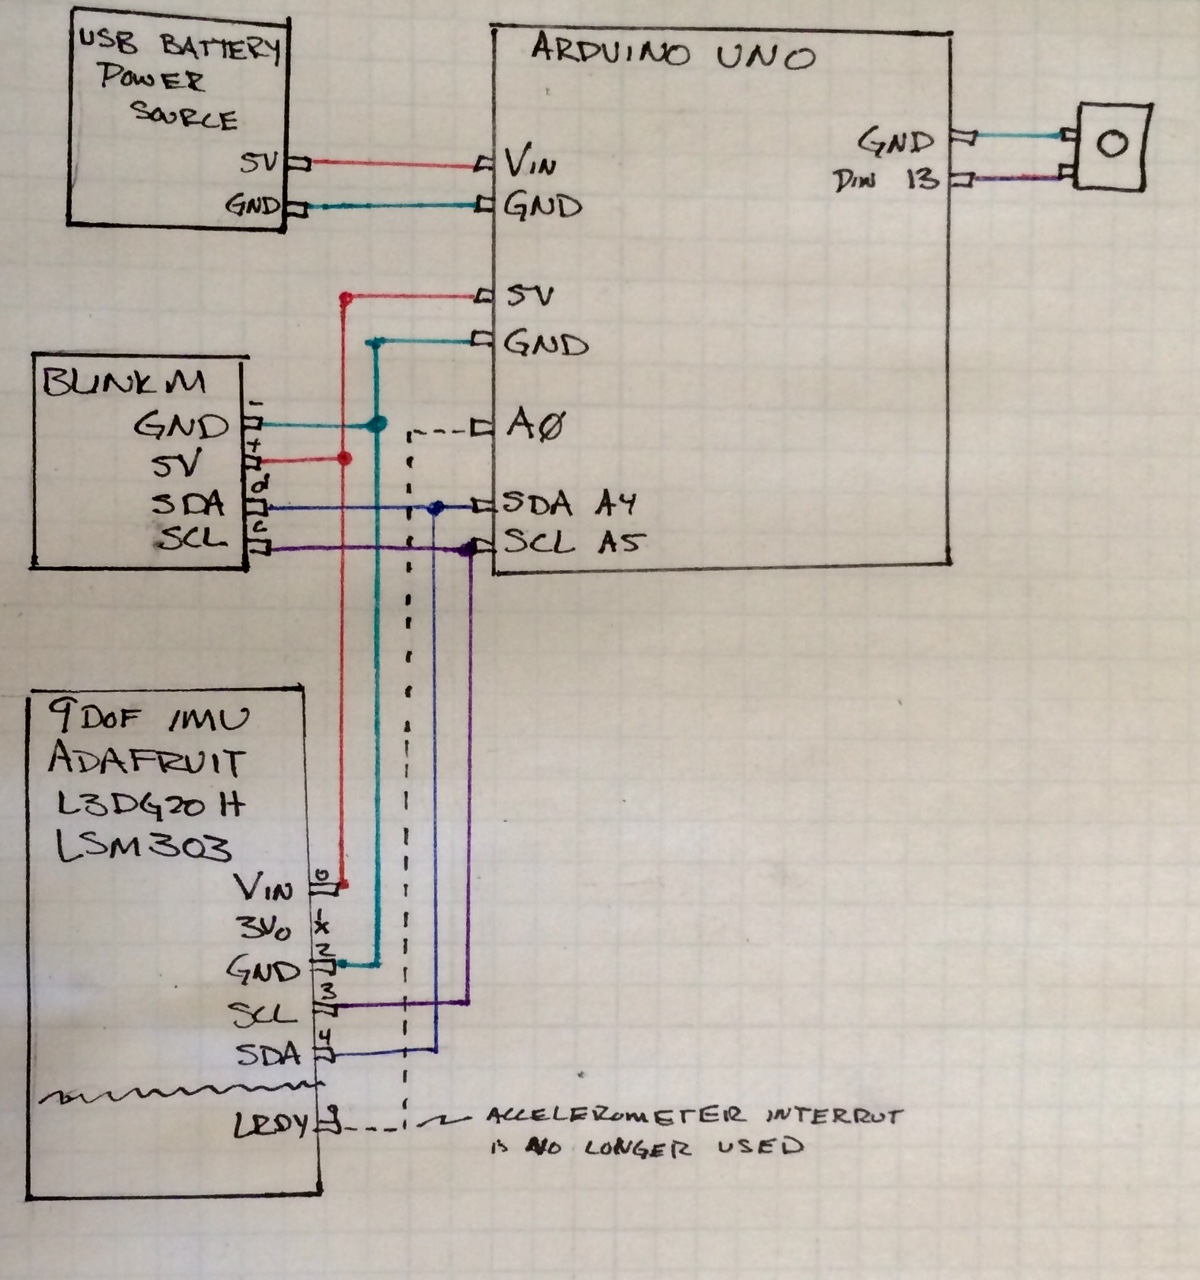 USB BATTERY
POWER
SOURCE
5V
GND
ARDUINO UNO
VIN
GND
5V
GND
AØ
SDA A4
SCL A5
GND
DIN 13
BLINKM
GND -
5V +
SDA d
SCL c
9DOF IMU
ADAFRUIT
L3DG20H
LSM303
VIN 0
3Vo 1
GND 2
SCL 3
SDA 4
LRDY 9
ACCELEROMETER INTERRUT
IS NO LONGER USED